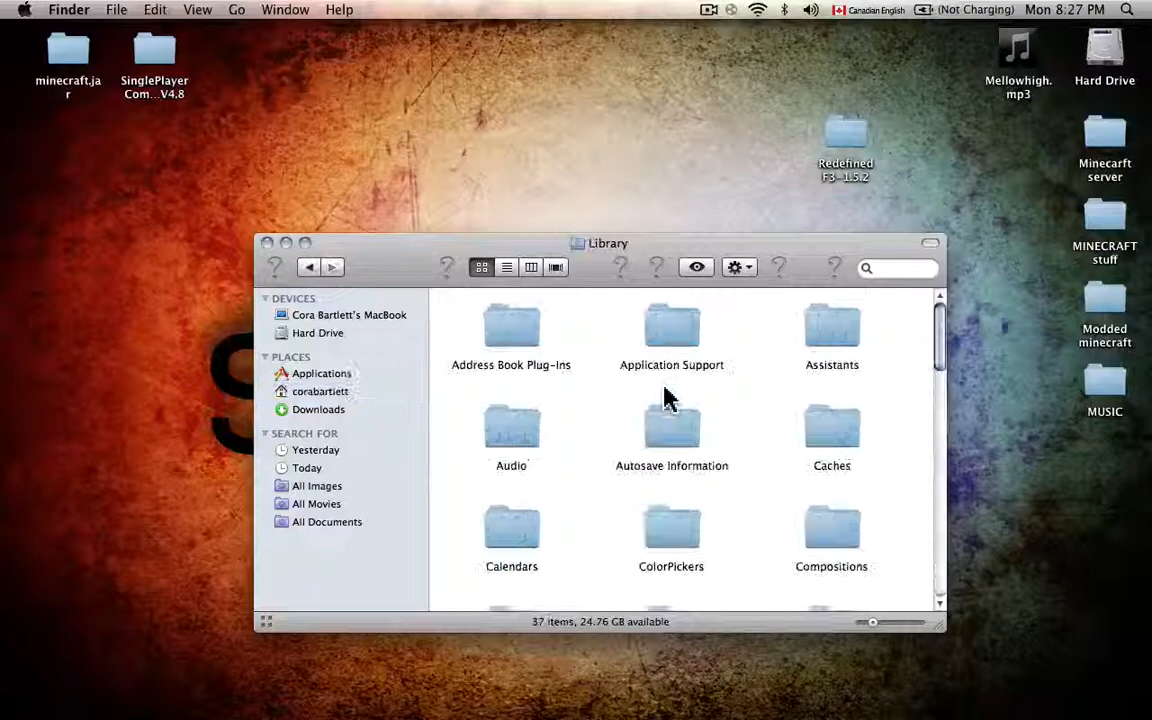 Finder File Edit View Go Window Help
Canadian English (Not Charging) Mon 8:27 PM
minecraft.ja
r
SinglePlayer
Com...V4.8
Mellowhigh.
mp3
Hard Drive
Redefined
F3-1.5.2
Minecarft
server
MINECRAFT
stuff
Modded
minecraft
MUSIC
Library
DEVICES
Cora Bartlett's MacBook
Hard Drive
PLACES
Applications
corabartlett
Downloads
SEARCH FOR
Yesterday
Today
All Images
All Movies
All Documents
Address Book Plug-Ins Application Support Assistants
Audio Autosave Information Caches
Calendars ColorPickers Compositions
37 items, 24.76 GB available
S